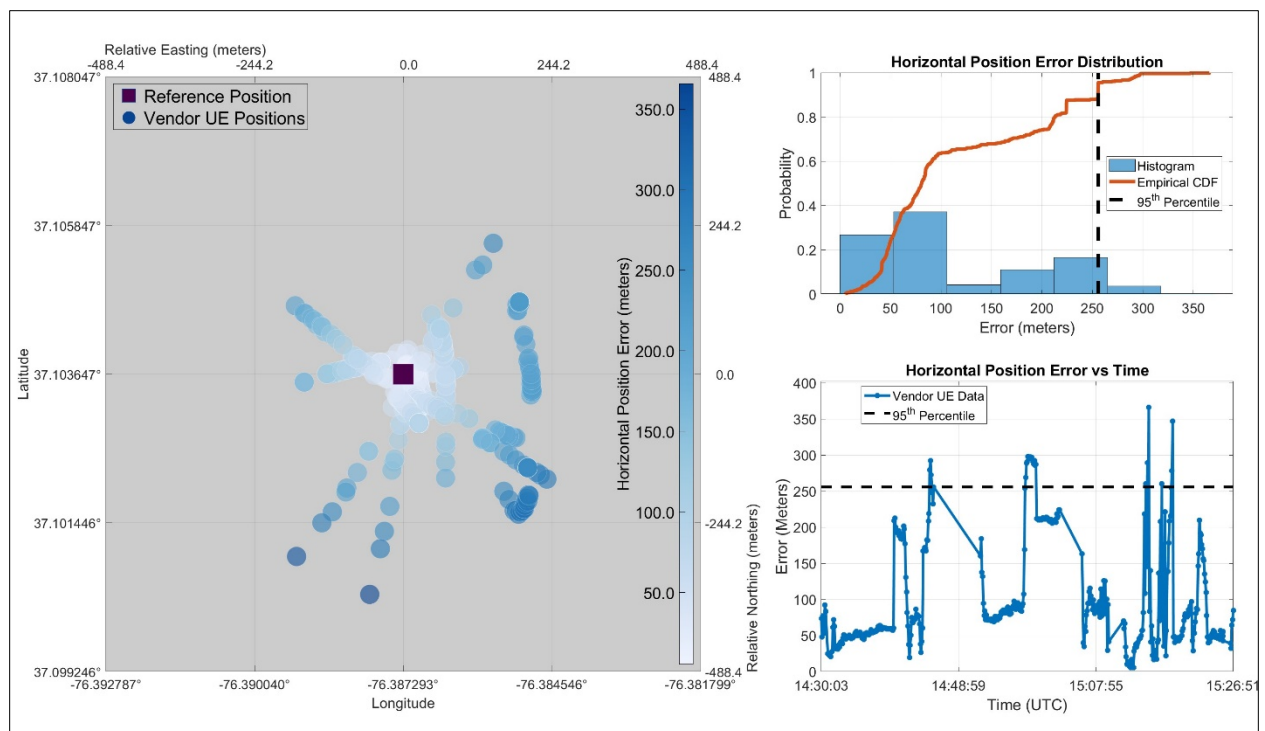 Relative Easting (meters)
-488.4 -244.2 0.0 244.2 488.4
37.108047° 488.4
Reference Position
Vendor UE Positions
350.0
300.0
37.105847° 244.2
250.0
Horizontal Position Error (meters)
200.0
Latitude
37.103647° 0.0
150.0
100.0
37.101446° -244.2
50.0
Relative Northing (meters)
37.099246° -488.4
-76.392787° -76.390040° -76.387293° -76.384546° -76.381799°
Longitude
Horizontal Position Error Distribution
1
0.8
0.6
0.4
0.2
0
Probability
Histogram
Empirical CDF
95th Percentile
0 50 100 150 200 250 300 350
Error (meters)
Horizontal Position Error vs Time
400
350
300
250
200
150
100
50
0
Error (Meters)
Vendor UE Data
95th Percentile
14:30:03 14:48:59 15:07:55 15:26:51
Time (UTC)